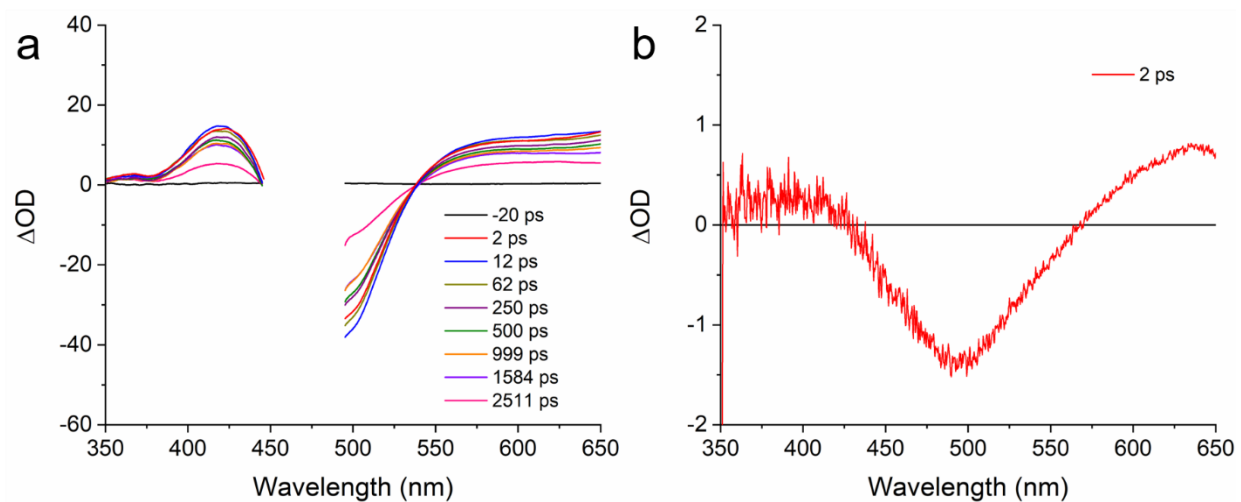 a
ΔOD
40
20
0
-20
-40
-60
350 400 450 500 550 600 650
Wavelength (nm)
-20 ps
2 ps
12 ps
62 ps
250 ps
500 ps
999 ps
1584 ps
2511 ps
b
ΔOD
2
1
0
-1
-2
350 400 450 500 550 600 650
Wavelength (nm)
2 ps